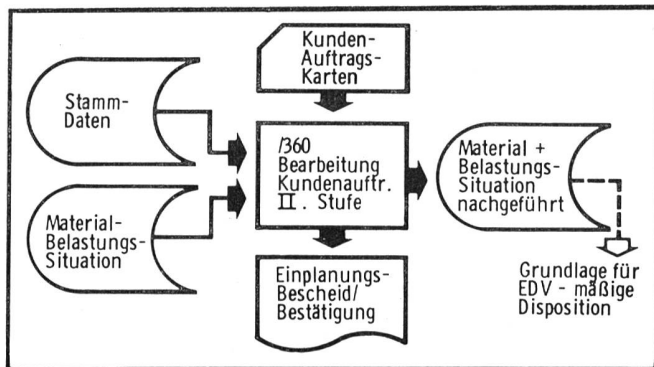 Kunden-
Auftrags-
Karten
Stamm-
Daten
/360
Bearbeitung
Kundenauftr.
II. Stufe
Material +
Belastungs-
Situation
nachgeführt
Material-
Belastungs-
Situation
Einplanungs-
Bescheid/
Bestätigung
Grundlage für
EDV - mäßige
Disposition